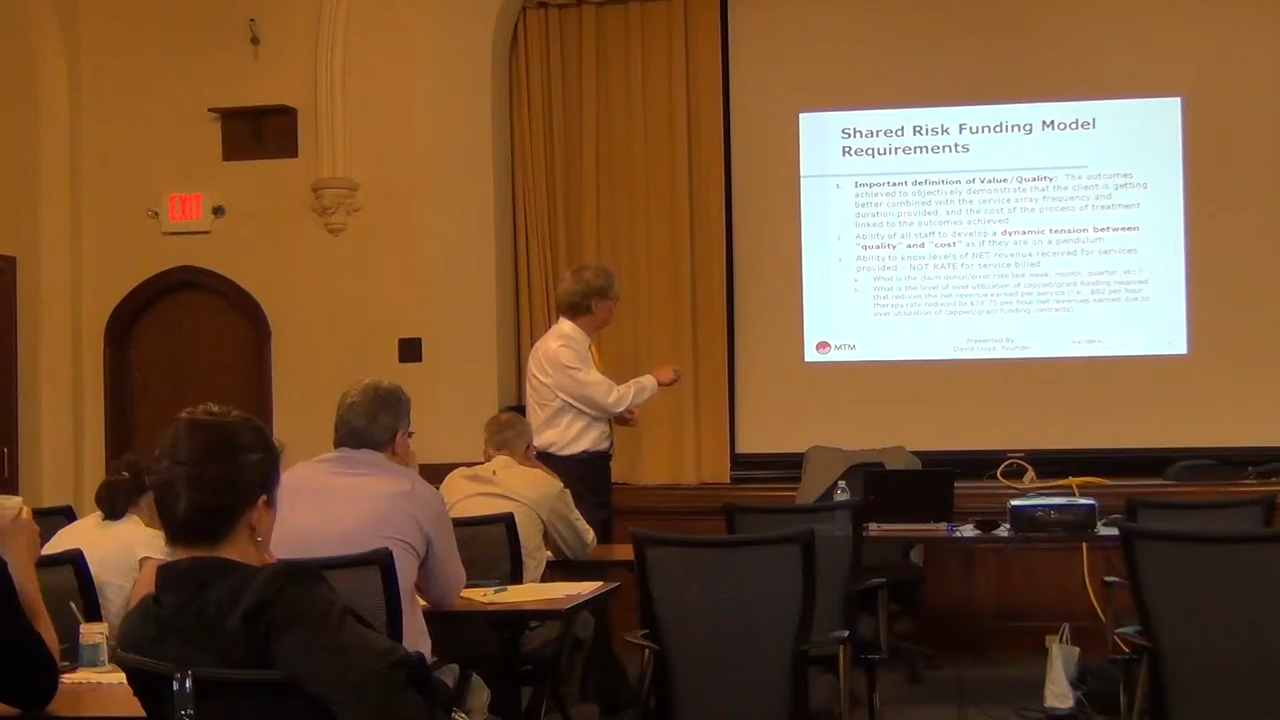 EXIT
Shared Risk Funding Model
Requirements
1. Important definition of Value/Quality: The outcomes
achieved to objectively demonstrate that the client is getting
better combined with the service array frequency and
duration provided, and the cost of the process of treatment
linked to the outcomes achieved.
2. Ability of all staff to develop a dynamic tension between
"quality" and "cost" as if they are on a pendulum.
3. Ability to know levels of NET revenue received for services
provided - NOT RATE for service billed
What is the claim denial/error rate last week, month, quarter, etc.?
What is the level of over utilization of capped/grant funding received
that reduces the net revenue earned per service (i.e., $82 per hour
therapy rate reduced to $39.75 per hour net revenues earned due to
over utilization of capped/grant funding contracts)
MTM
Presented By
David Lloyd, Founder